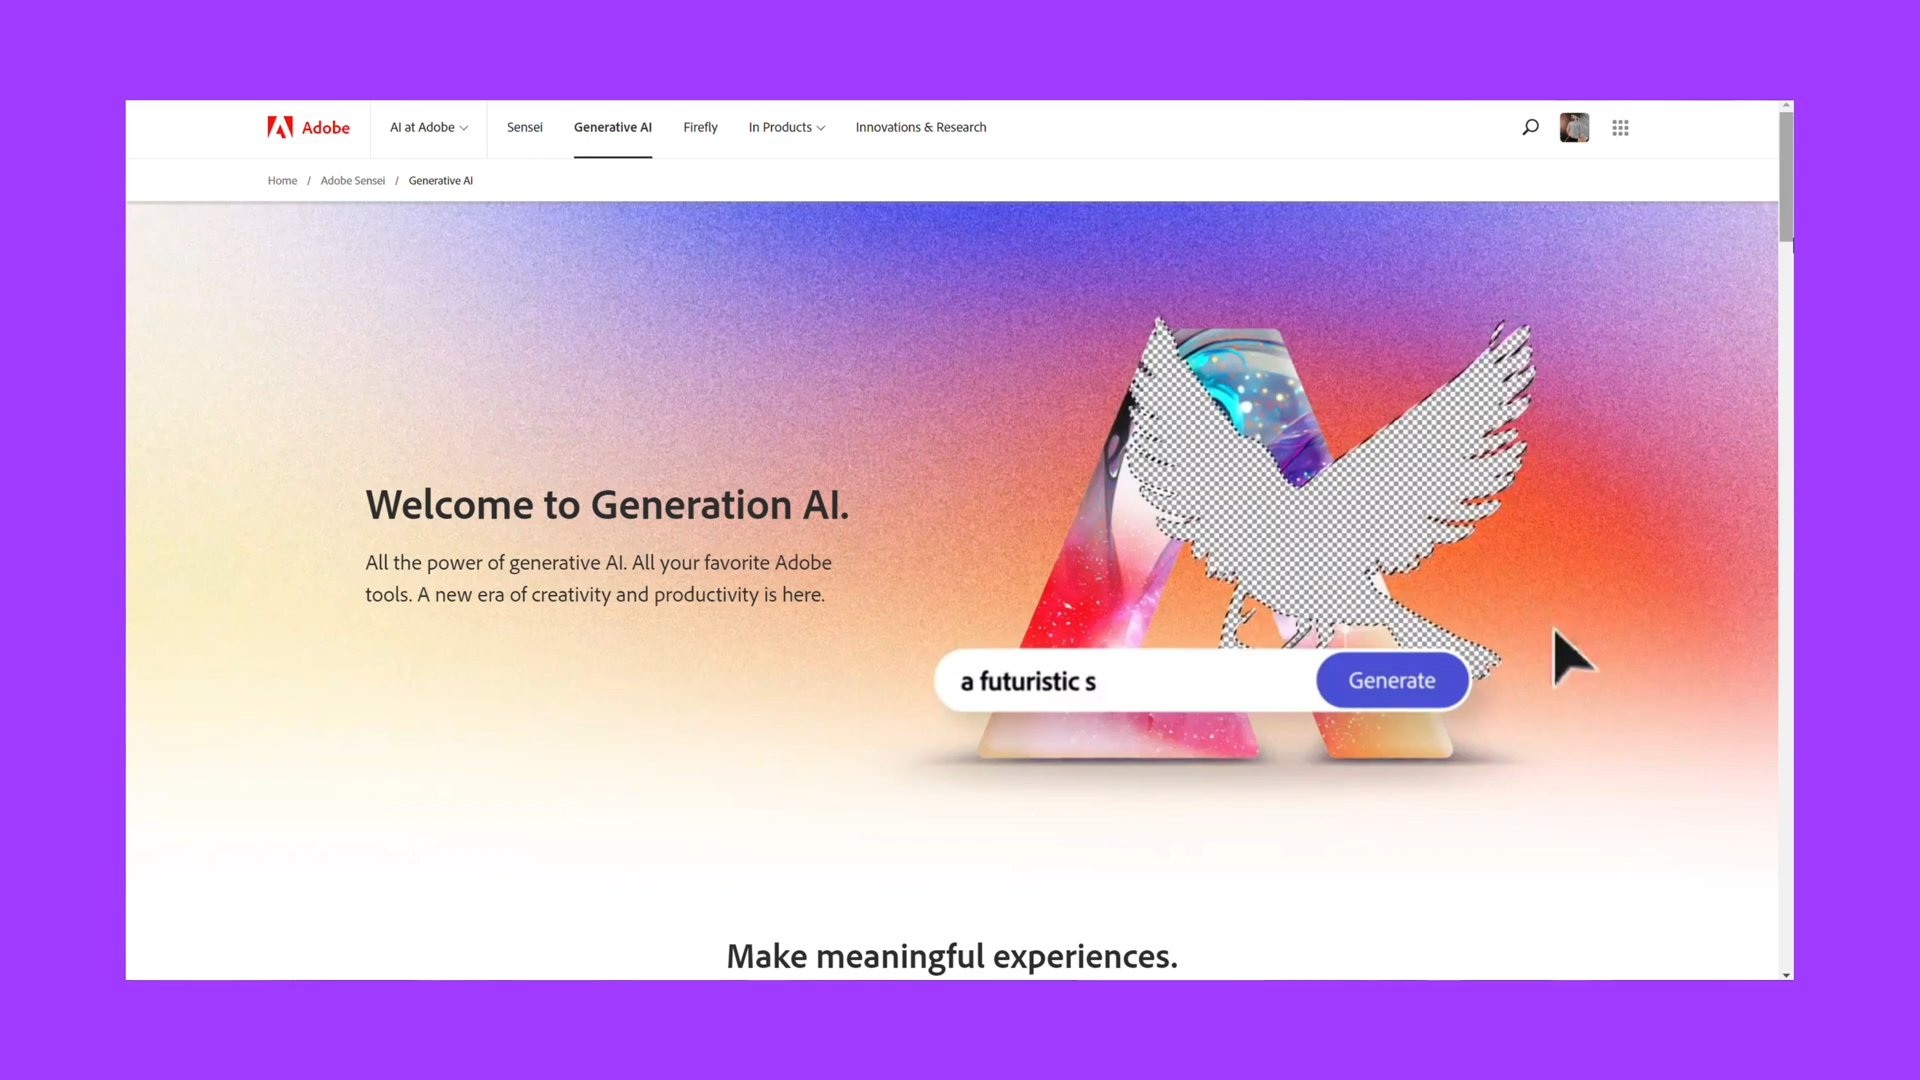 Adobe
AI at Adobe
Sensei
Generative AI
Firefly
In Products
Innovations & Research
Home / Adobe Sensei / Generative AI
Welcome to Generation AI.
All the power of generative AI. All your favorite Adobe
tools. A new era of creativity and productivity is here.
a futuristic s
Generate
Make meaningful experiences.